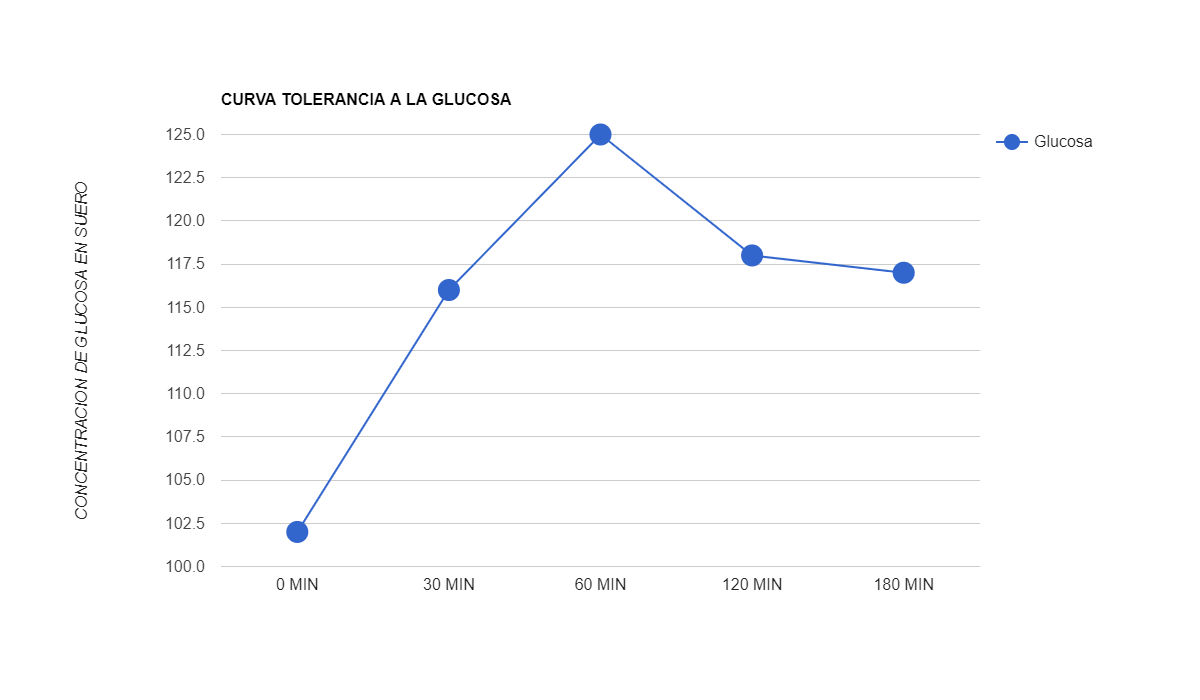 CURVA TOLERANCIA A LA GLUCOSA
CONCENTRACION DE GLUCOSA EN SUERO
125.0
122.5
120.0
117.5
115.0
112.5
110.0
107.5
105.0
102.5
100.0
0 MIN
30 MIN
60 MIN
120 MIN
180 MIN
Glucosa